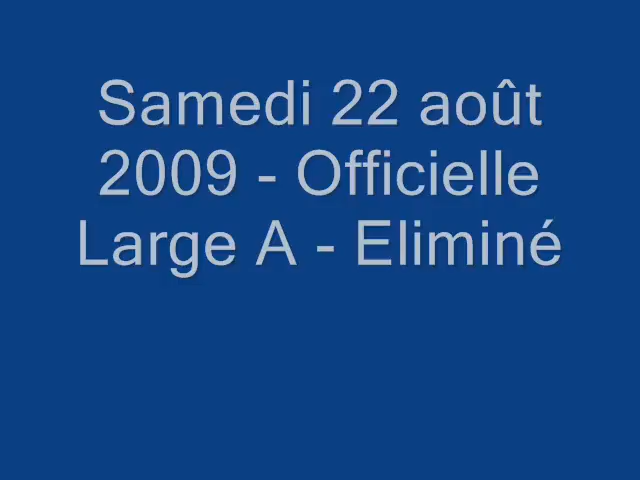 Samedi 22 août
2009 - Officielle
Large A - Eliminé